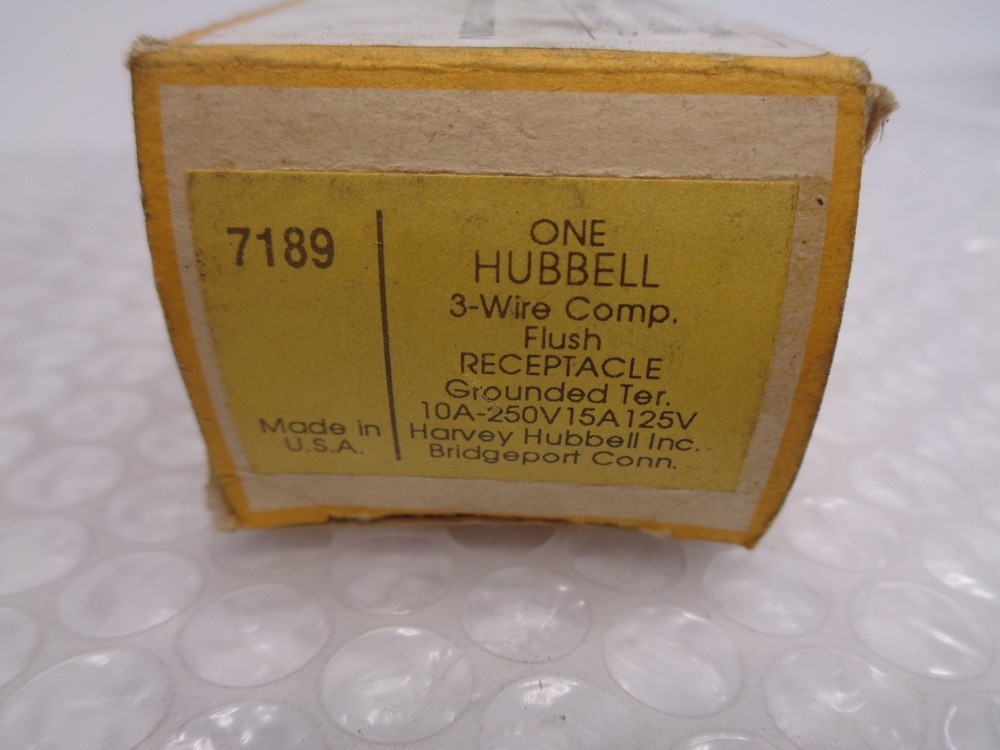 7189
Made in
U.S.A.
ONE
HUBBELL
3-Wire Comp.
Flush
RECEPTACLE
Grounded Ter.
10A-250V15A125V
Harvey Hubbell Inc.
Bridgeport Conn.